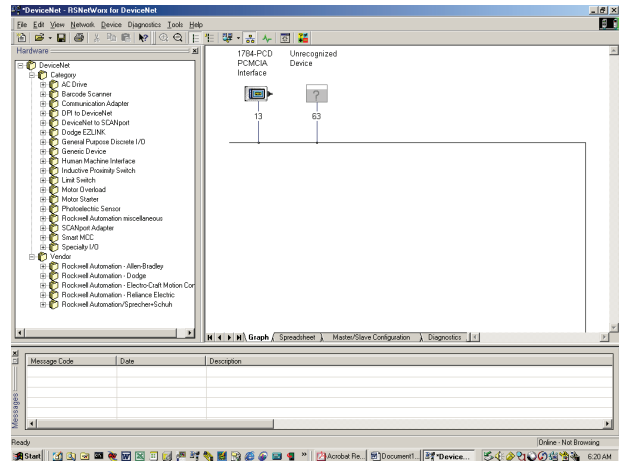 *DeviceNet - RSNetWorx for DeviceNet
File Edit View Network Device Diagnostics Tools Help
Hardware
DeviceNet
Category
AC Drive
Barcode Scanner
Communication Adapter
DPI to DeviceNet
DeviceNet to SCANport
Dodge EZLINK
General Purpose Discrete I/O
Generic Device
Human Machine Interface
Inductive Proximity Switch
Limit Switch
Motor Overload
Motor Starter
Photoelectric Sensor
Rockwell Automation miscellaneous
SCANport Adapter
Smart MCC
Specialty I/O
Vendor
Rockwell Automation - Allen-Bradley
Rockwell Automation - Dodge
Rockwell Automation - Electro-Craft Motion Con
Rockwell Automation - Reliance Electric
Rockwell Automation/Sprecher+Schuh
1784-PCD
PCMCIA
Interface
13
Unrecognized
Device
?
63
Graph Spreadsheet Master/Slave Configuration Diagnostics
Messages
Message Code Date Description
Ready Online - Not Browsing
Start Acrobat Re... Document1... *Device... 6:20 AM